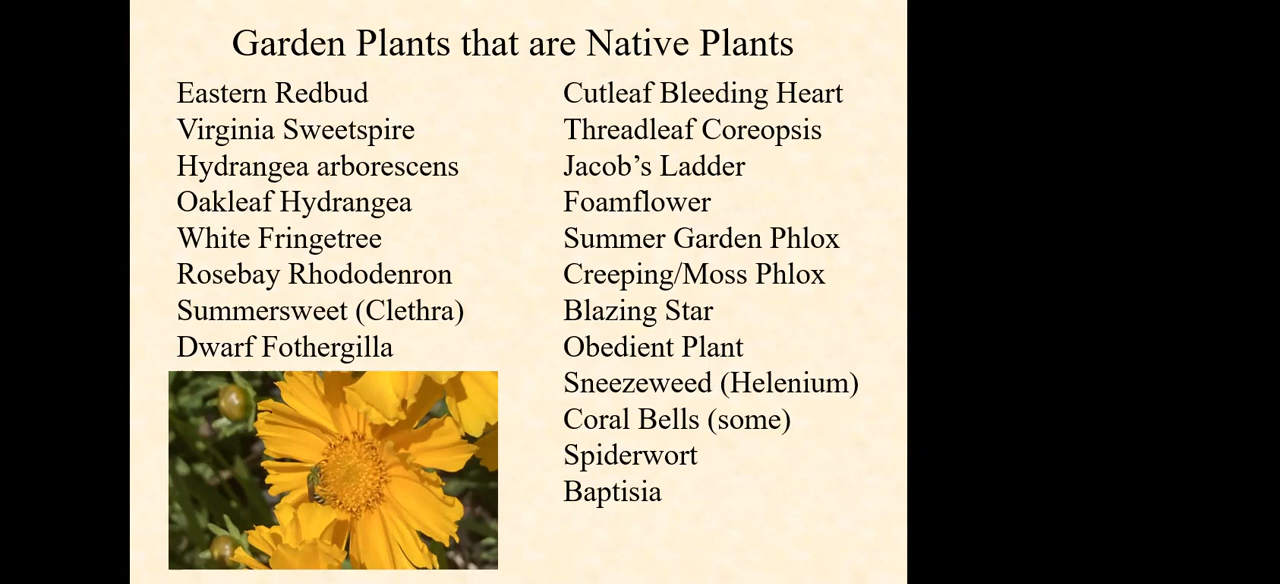 Garden Plants that are Native Plants
Eastern Redbud
Virginia Sweetspire
Hydrangea arborescens
Oakleaf Hydrangea
White Fringetree
Rosebay Rhododenron
Summersweet (Clethra)
Dwarf Fothergilla
Cutleaf Bleeding Heart
Threadleaf Coreopsis
Jacob’s Ladder
Foamflower
Summer Garden Phlox
Creeping/Moss Phlox
Blazing Star
Obedient Plant
Sneezeweed (Helenium)
Coral Bells (some)
Spiderwort
Baptisia